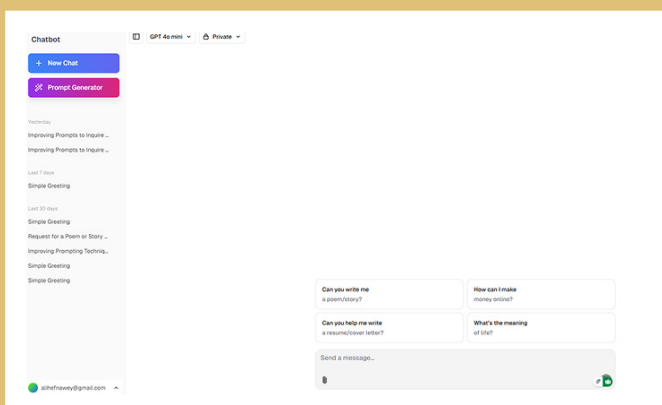 Chatbot
GPT 4o mini
Private
New Chat
Prompt Generator
Yesterday
Improving Prompts to Inquire ...
Improving Prompts to Inquire ...
Last 7 days
Simple Greeting
Last 30 days
Simple Greeting
Request for a Poem or Story ...
Improving Prompting Techniq...
Simple Greeting
Simple Greeting
Can you write me
a poem/story?
How can I make
money online?
Can you help me write
a resume/cover letter?
What's the meaning
of life?
Send a message...
alihefnawey@gmail.com